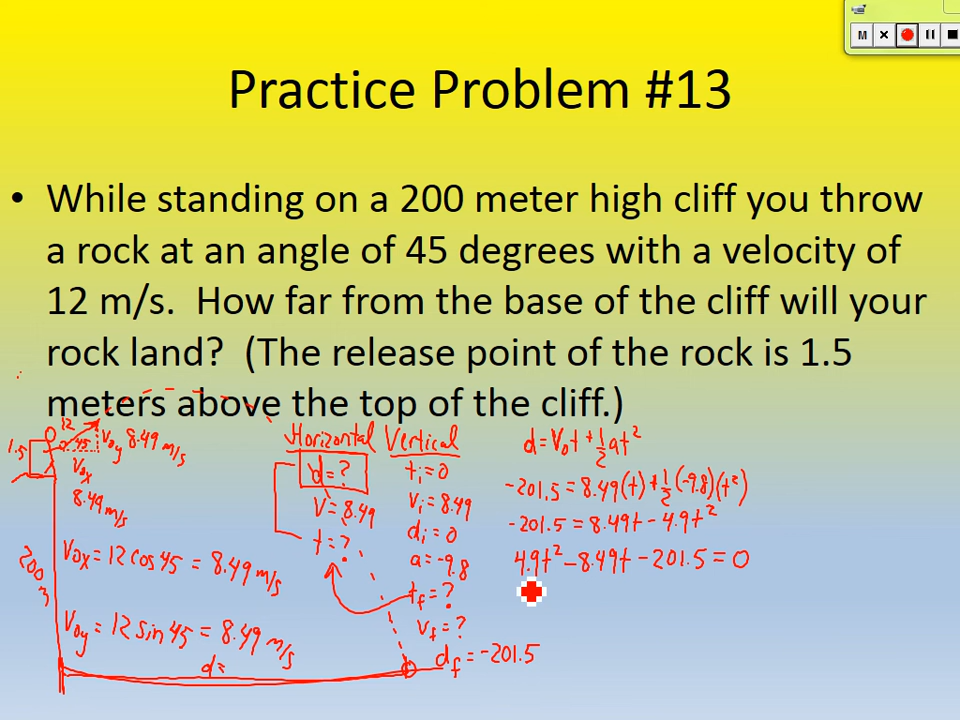 M
Practice Problem #13
• While standing on a 200 meter high cliff you throw
a rock at an angle of 45 degrees with a velocity of
12 m/s. How far from the base of the cliff will your
rock land? (The release point of the rock is 1.5
meters above the top of the cliff.)
12
45
1.5
Voy 8.49 m/s
Vox
8.49 m/s
200
Vox = 12 cos 45 = 8.49 m/s
Voy = 12 sin 45 = 8.49 m/s
d=
Horizontal
d = ?
V = 8.49
t = ?
Vertical
ti = 0
vi = 8.49
di = 0
a = -9.8
tf = ?
vf = ?
df = -201.5
d = Vot + ½at²
-201.5 = 8.49(t) + ½(-9.8)(t²)
-201.5 = 8.49t - 4.9t²
4.9t² - 8.49t - 201.5 = 0